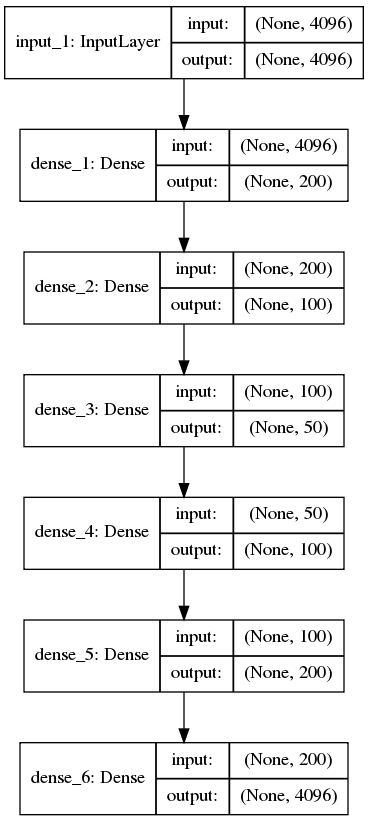 input_1: InputLayer
input: (None, 4096)
output: (None, 4096)
dense_1: Dense
input: (None, 4096)
output: (None, 200)
dense_2: Dense
input: (None, 200)
output: (None, 100)
dense_3: Dense
input: (None, 100)
output: (None, 50)
dense_4: Dense
input: (None, 50)
output: (None, 100)
dense_5: Dense
input: (None, 100)
output: (None, 200)
dense_6: Dense
input: (None, 200)
output: (None, 4096)